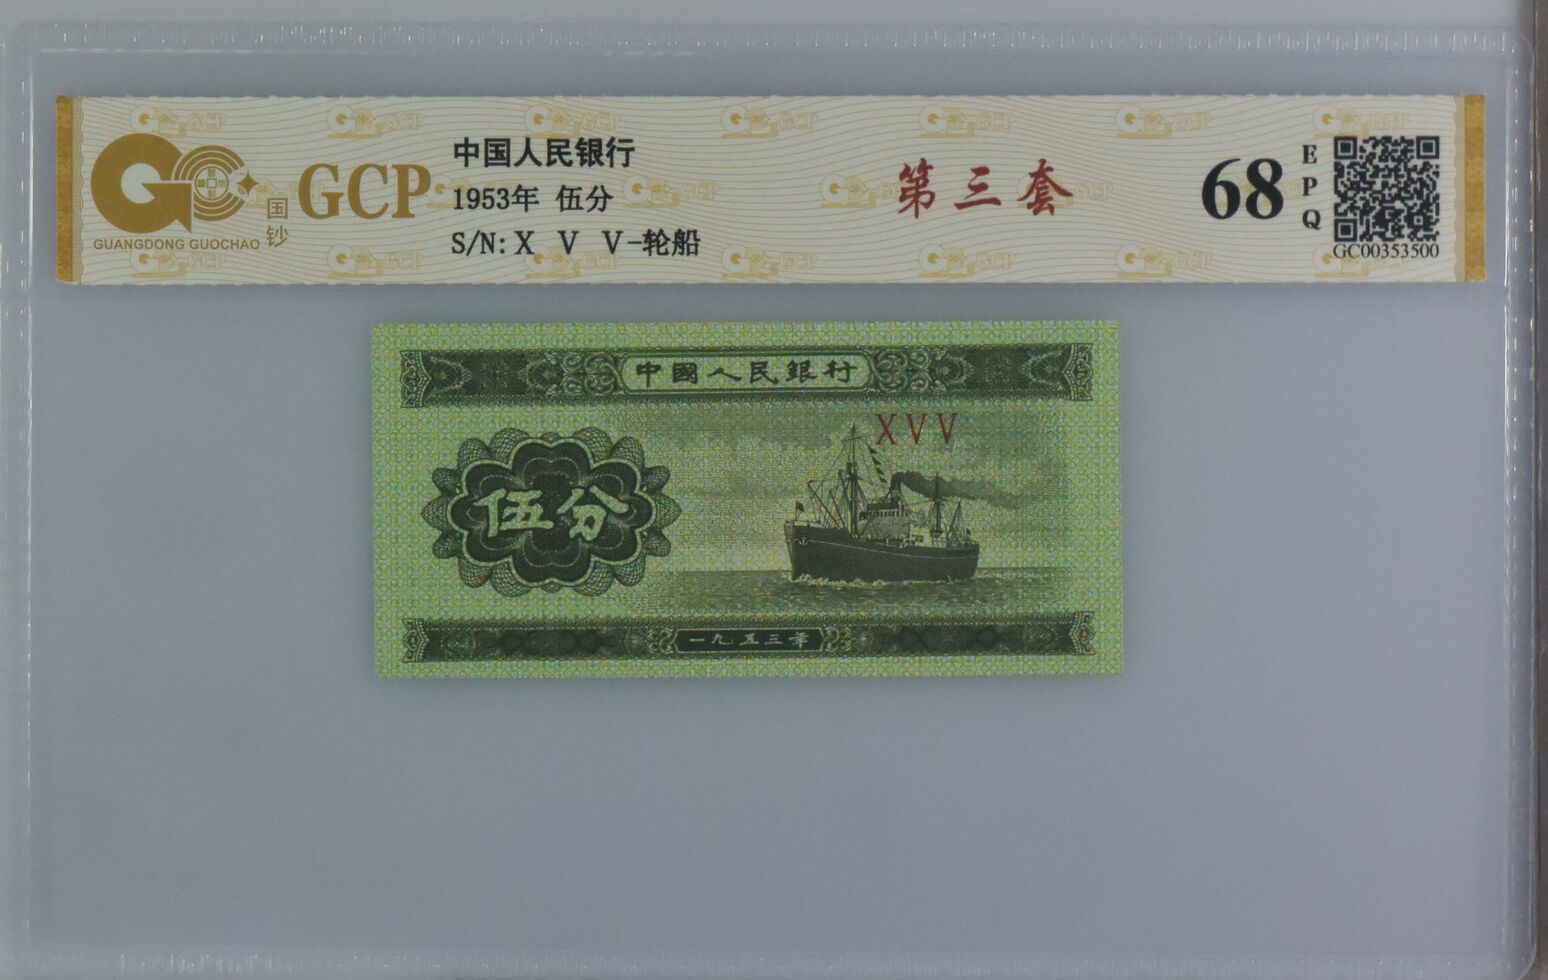 GCP
国钞
GUANGDONG GUOCHAO
中国人民银行
1953年 伍分
S/N: X V V-轮船
第三套
68
EPQ
GC00353500
中國人民銀行
XVV
伍分
一九五三年